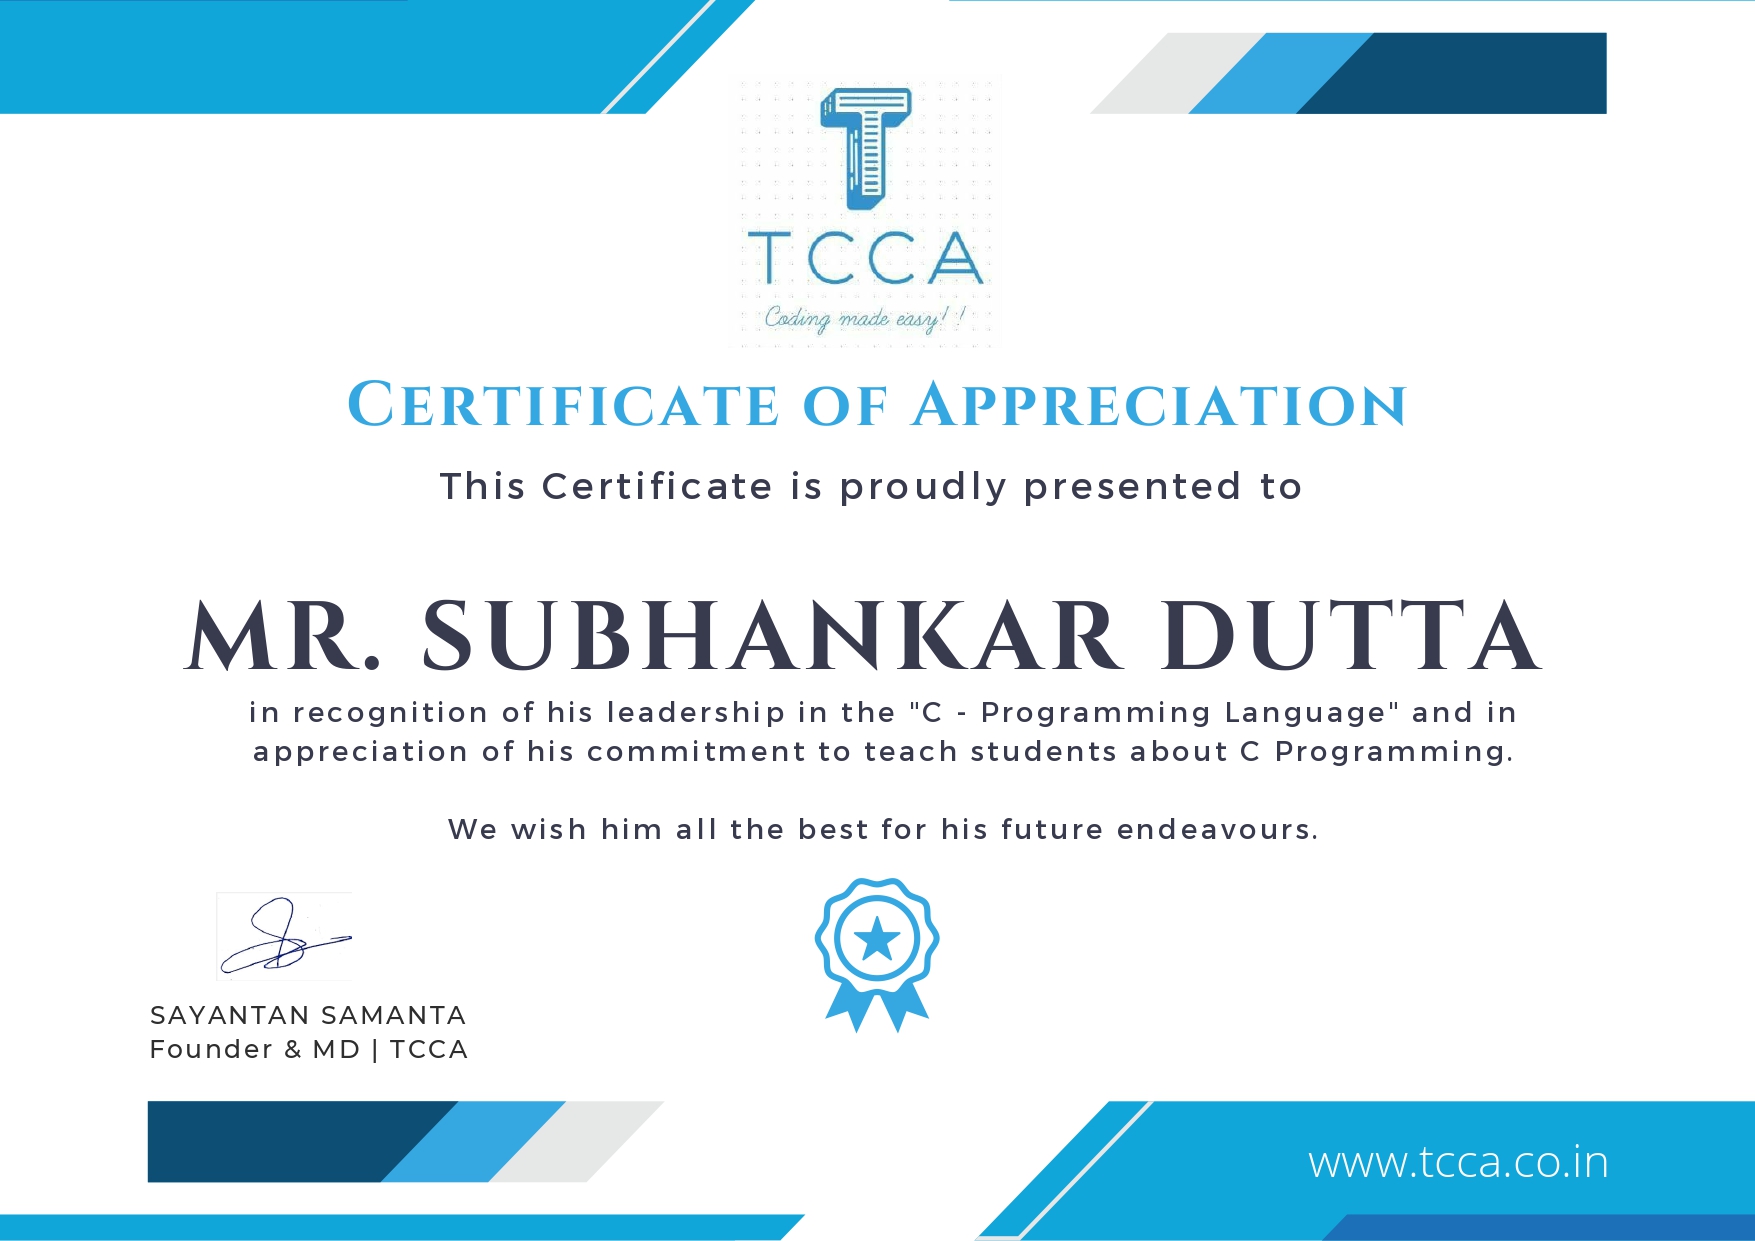 T
TCCA
Coding made easy! !
Certificate of Appreciation
This Certificate is proudly presented to
MR. SUBHANKAR DUTTA
in recognition of his leadership in the "C - Programming Language" and in
appreciation of his commitment to teach students about C Programming.
We wish him all the best for his future endeavours.
SAYANTAN SAMANTA
Founder & MD | TCCA
www.tcca.co.in